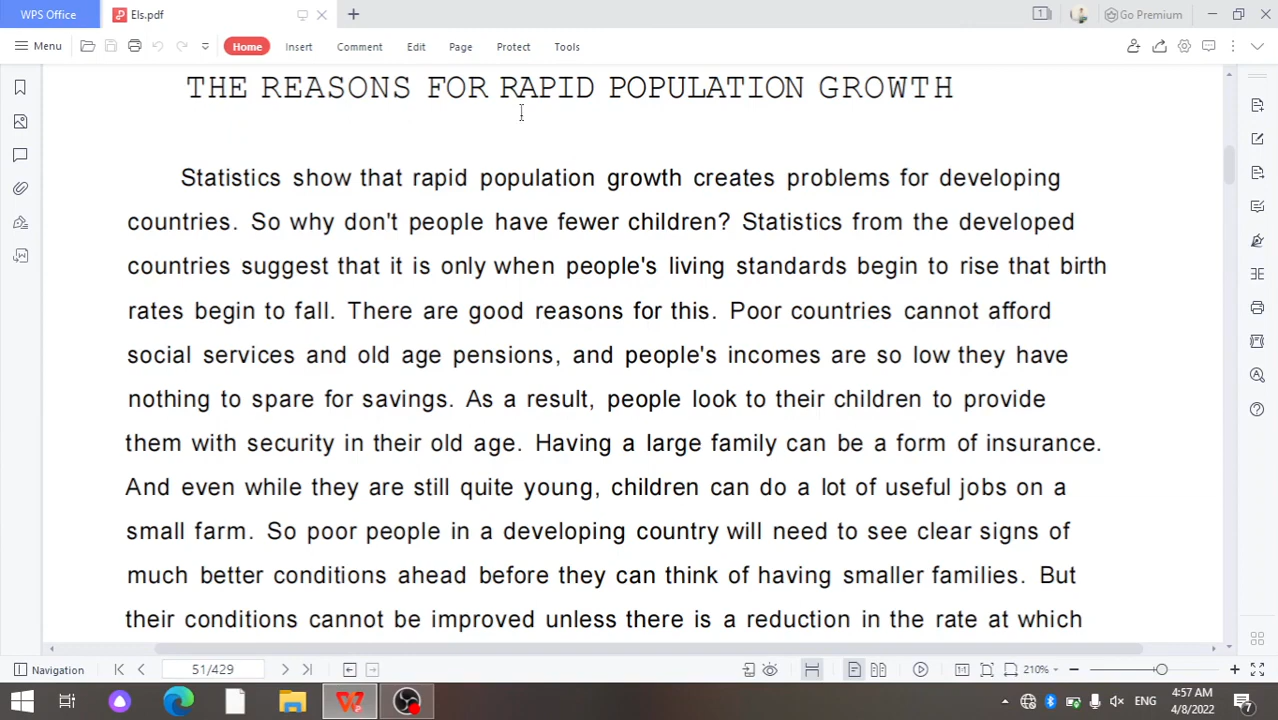 WPS Office
Els.pdf
Go Premium
Menu
Home
Insert
Comment
Edit
Page
Protect
Tools
THE REASONS FOR RAPID POPULATION GROWTH
Statistics show that rapid population growth creates problems for developing
countries. So why don't people have fewer children? Statistics from the developed
countries suggest that it is only when people's living standards begin to rise that birth
rates begin to fall. There are good reasons for this. Poor countries cannot afford
social services and old age pensions, and people's incomes are so low they have
nothing to spare for savings. As a result, people look to their children to provide
them with security in their old age. Having a large family can be a form of insurance.
And even while they are still quite young, children can do a lot of useful jobs on a
small farm. So poor people in a developing country will need to see clear signs of
much better conditions ahead before they can think of having smaller families. But
their conditions cannot be improved unless there is a reduction in the rate at which
Navigation
51/429
210%
ENG
4:57 AM
4/8/2022
7